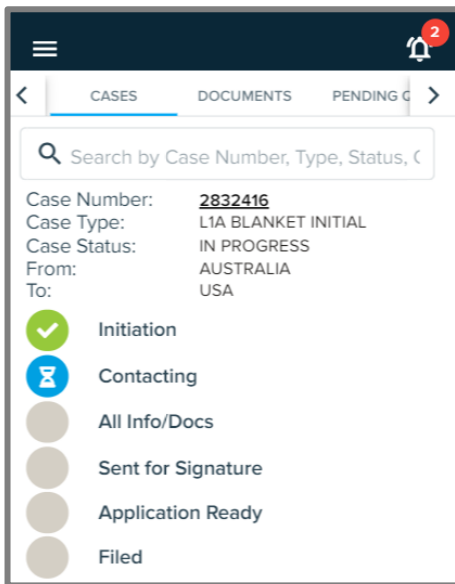 2
CASES DOCUMENTS PENDING
Search by Case Number, Type, Status,
Case Number: 2832416
Case Type: L1A BLANKET INITIAL
Case Status: IN PROGRESS
From: AUSTRALIA
To: USA
Initiation
Contacting
All Info/Docs
Sent for Signature
Application Ready
Filed